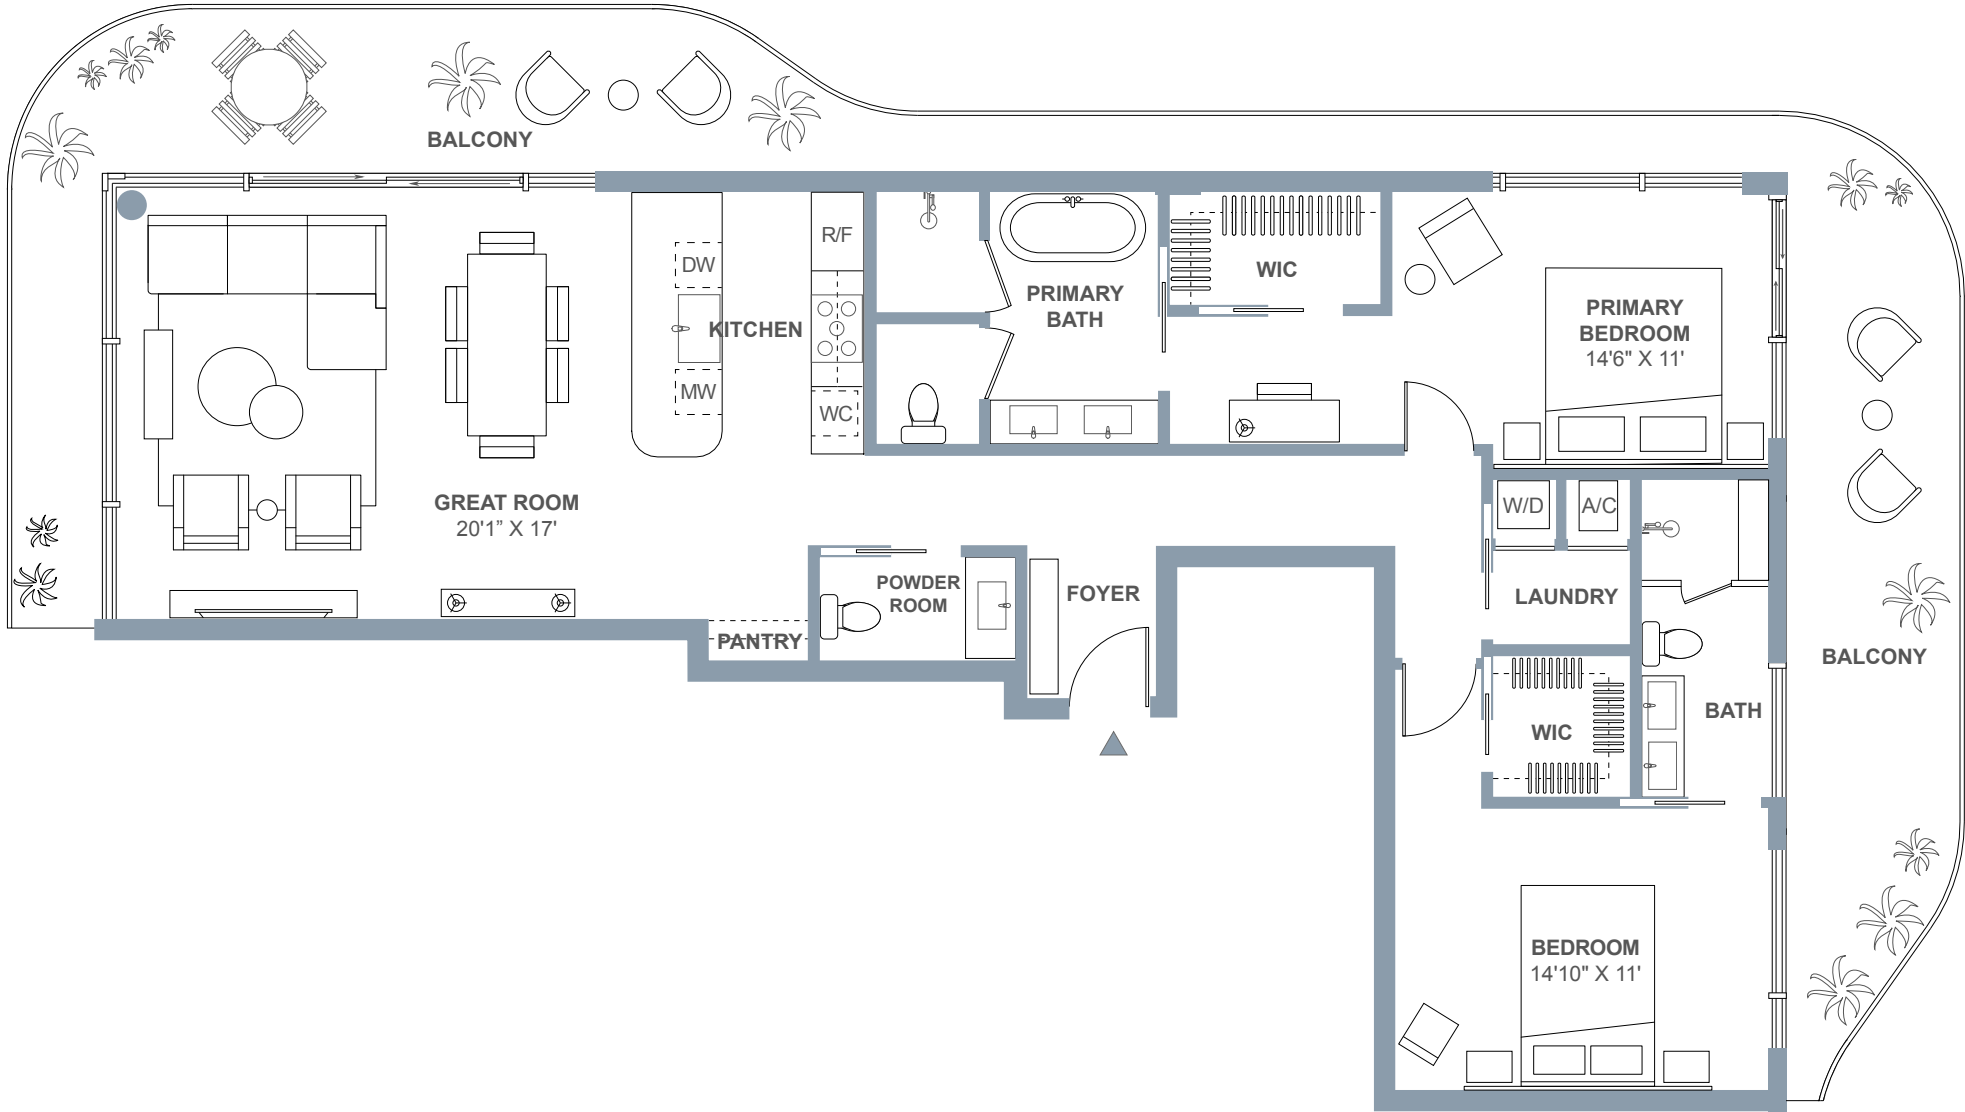 BALCONY
R/F
DW
KITCHEN
MW
WC
PRIMARY
BATH
WIC
PRIMARY
BEDROOM
14'6" X 11'
GREAT ROOM
20'1” X 17'
W/D
A/C
POWDER
ROOM
FOYER
LAUNDRY
PANTRY
BALCONY
WIC
BATH
BEDROOM
14'10" X 11'